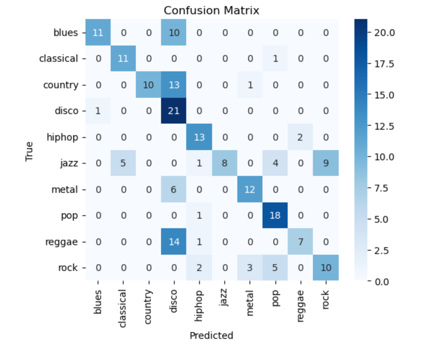 Confusion Matrix
blues 11 0 0 10 0 0 0 0 0 0
classical 0 11 0 0 0 0 0 1 0 0
country 0 0 10 13 0 0 1 0 0 0
disco 1 0 0 21 0 0 0 0 0 0
hiphop 0 0 0 0 13 0 0 0 2 0
jazz 0 5 0 0 1 8 0 4 0 9
metal 0 0 0 6 0 0 12 0 0 0
pop 0 0 0 0 1 0 0 18 0 0
reggae 0 0 0 14 1 0 0 0 7 0
rock 0 0 0 0 2 0 3 5 0 10
True
blues classical country disco hiphop jazz metal pop reggae rock
Predicted
20.0
17.5
15.0
12.5
10.0
7.5
5.0
2.5
0.0